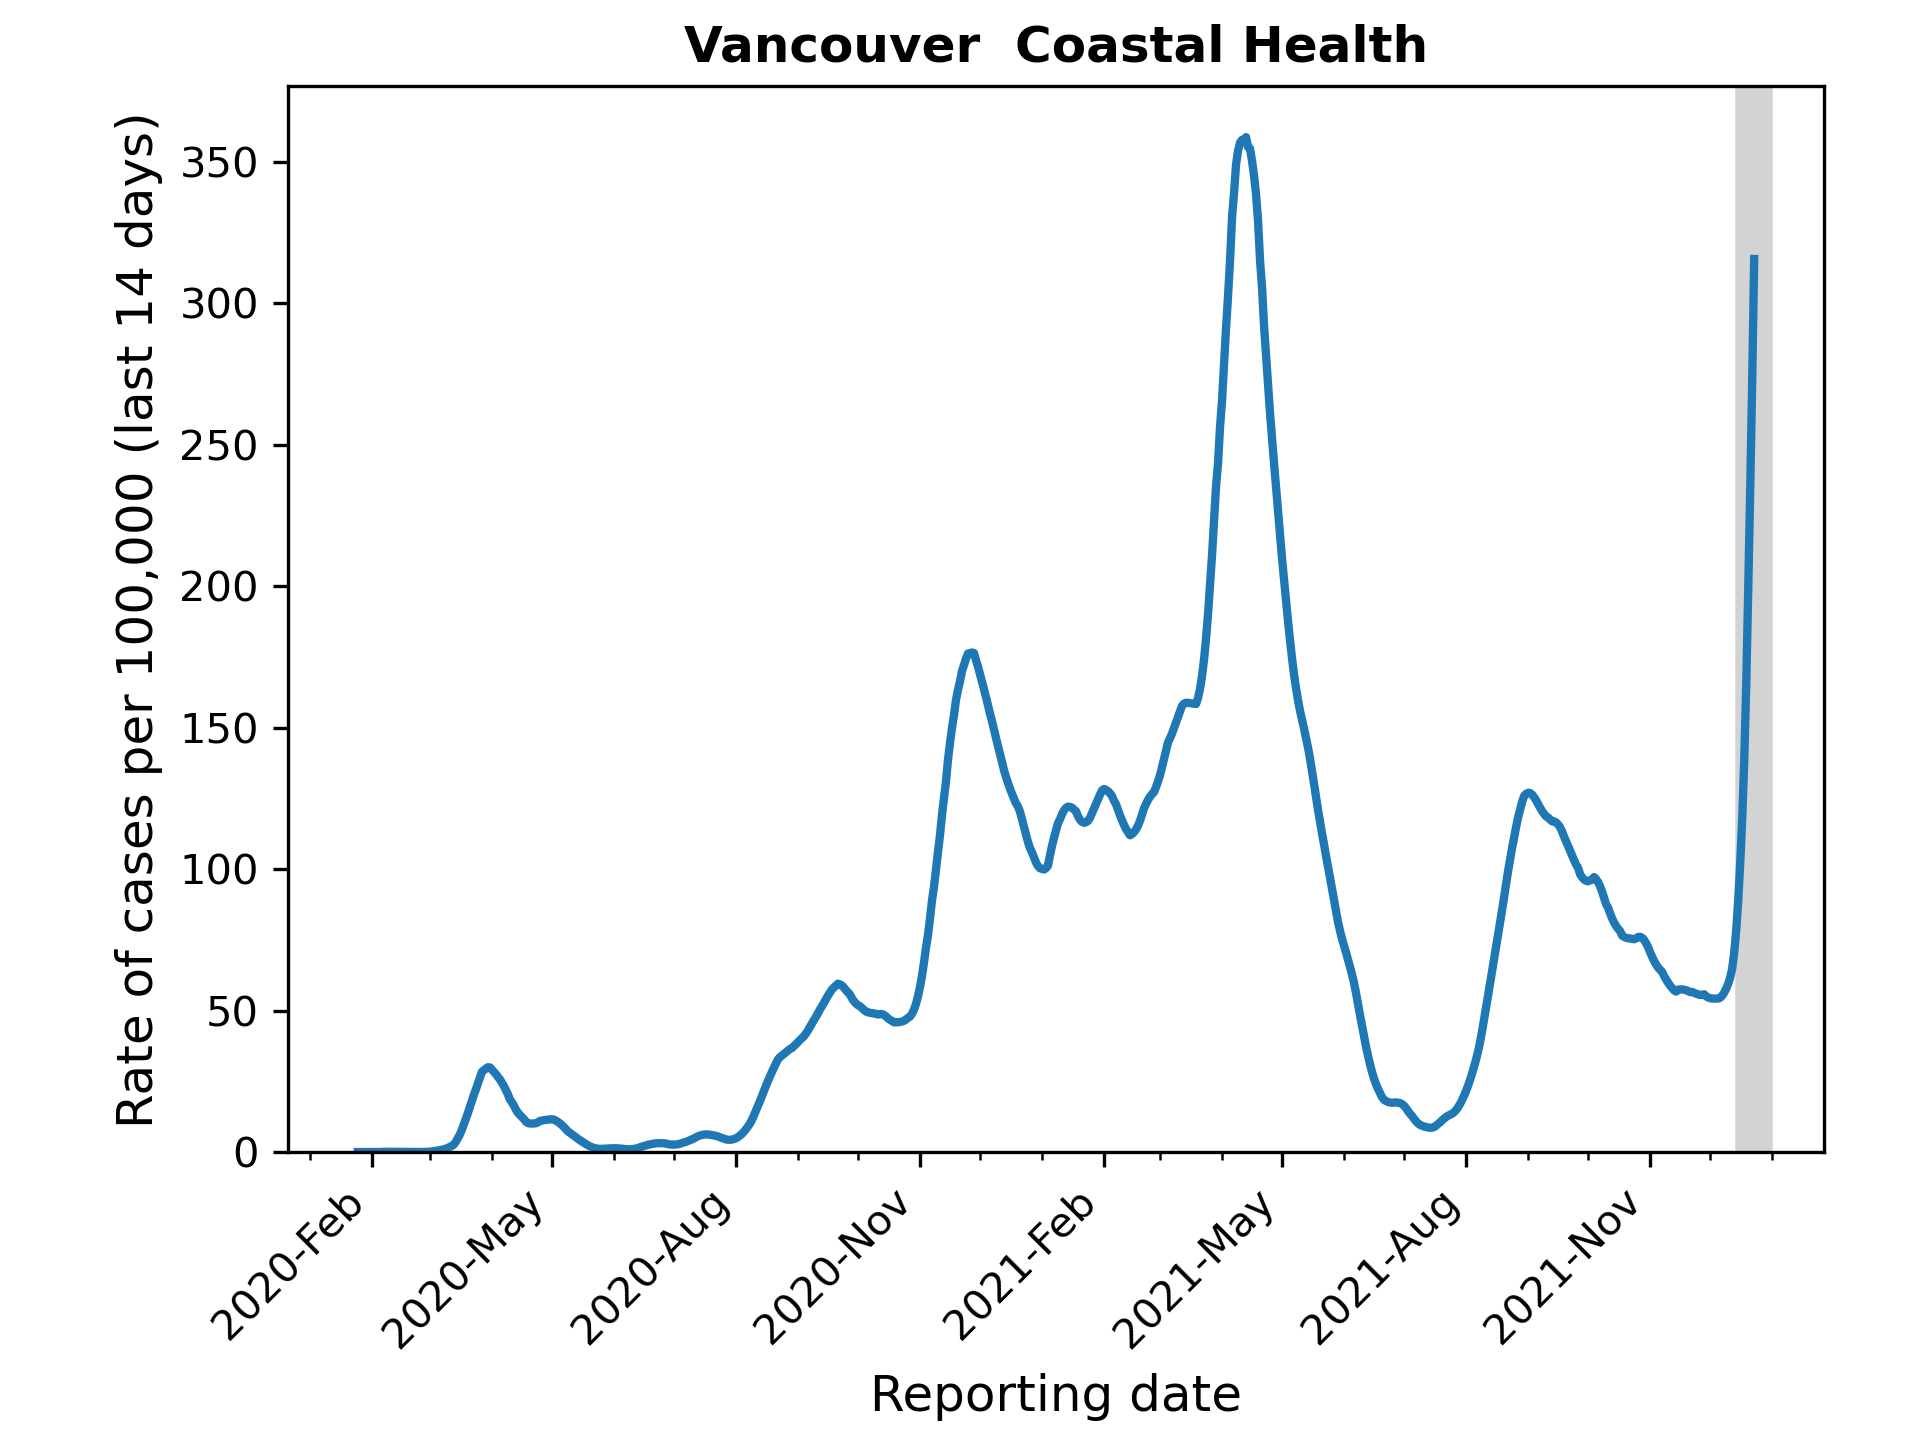 Vancouver  Coastal Health
Rate of cases per 100,000 (last 14 days)
350
300
250
200
150
100
50
0
2020-Feb
2020-May
2020-Aug
2020-Nov
2021-Feb
2021-May
2021-Aug
2021-Nov
Reporting date